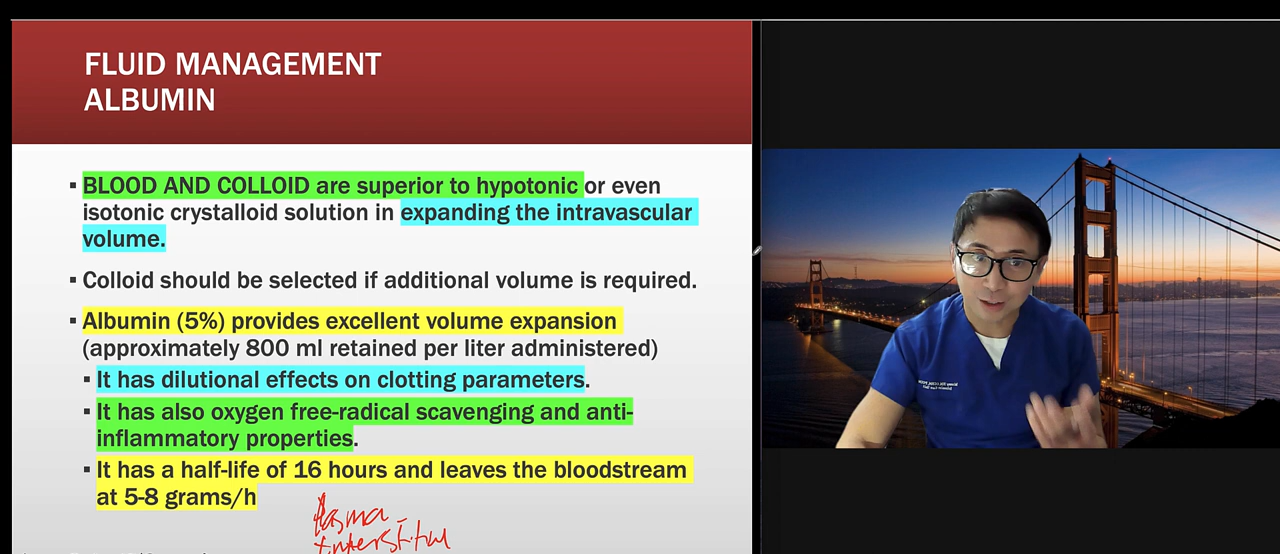 FLUID MANAGEMENT
ALBUMIN
▪ BLOOD AND COLLOID are superior to hypotonic or even
isotonic crystalloid solution in expanding the intravascular
volume.
▪ Colloid should be selected if additional volume is required.
▪ Albumin (5%) provides excellent volume expansion
(approximately 800 ml retained per liter administered)
▪ It has dilutional effects on clotting parameters.
▪ It has also oxygen free-radical scavenging and anti-
inflammatory properties.
▪ It has a half-life of 16 hours and leaves the bloodstream
at 5-8 grams/h